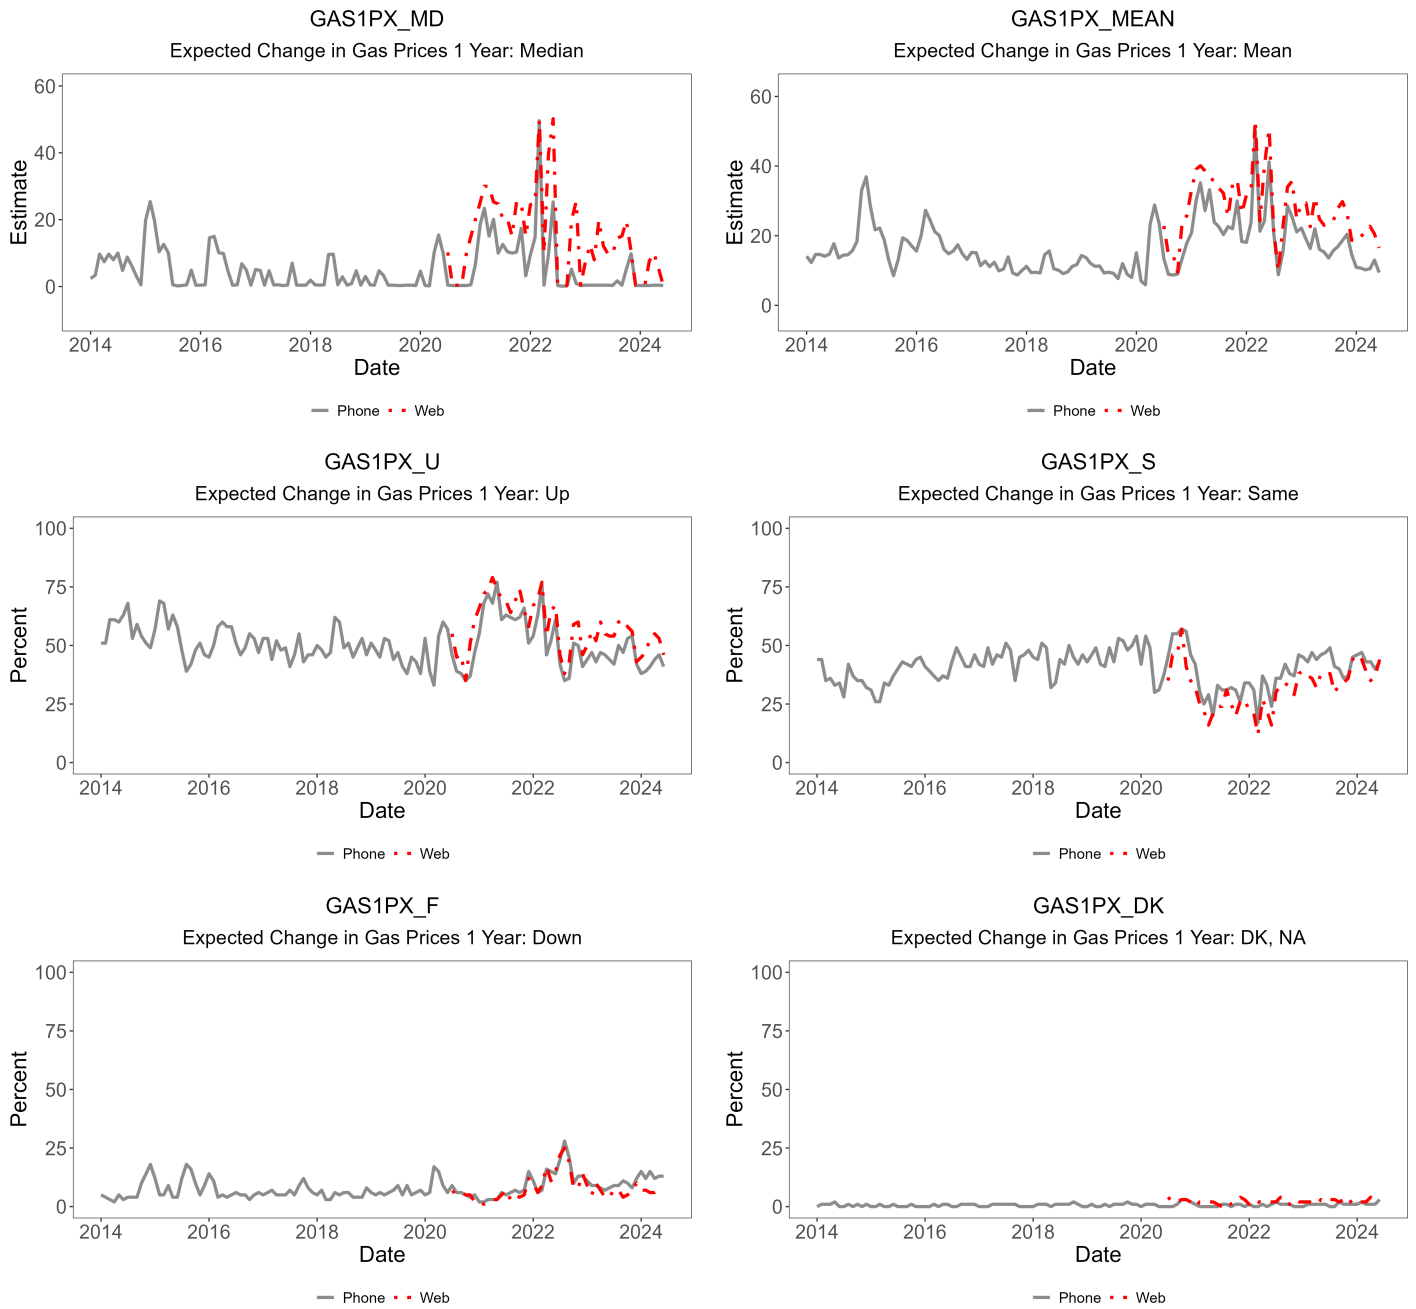 GAS1PX_MD
Expected Change in Gas Prices 1 Year: Median
Estimate
60
40
20
0
2014 2016 2018 2020 2022 2024
Date
Phone Web
GAS1PX_MEAN
Expected Change in Gas Prices 1 Year: Mean
Estimate
60
40
20
0
2014 2016 2018 2020 2022 2024
Date
Phone Web
GAS1PX_U
Expected Change in Gas Prices 1 Year: Up
Percent
100
75
50
25
0
2014 2016 2018 2020 2022 2024
Date
Phone Web
GAS1PX_S
Expected Change in Gas Prices 1 Year: Same
Percent
100
75
50
25
0
2014 2016 2018 2020 2022 2024
Date
Phone Web
GAS1PX_F
Expected Change in Gas Prices 1 Year: Down
Percent
100
75
50
25
0
2014 2016 2018 2020 2022 2024
Date
Phone Web
GAS1PX_DK
Expected Change in Gas Prices 1 Year: DK, NA
Percent
100
75
50
25
0
2014 2016 2018 2020 2022 2024
Date
Phone Web